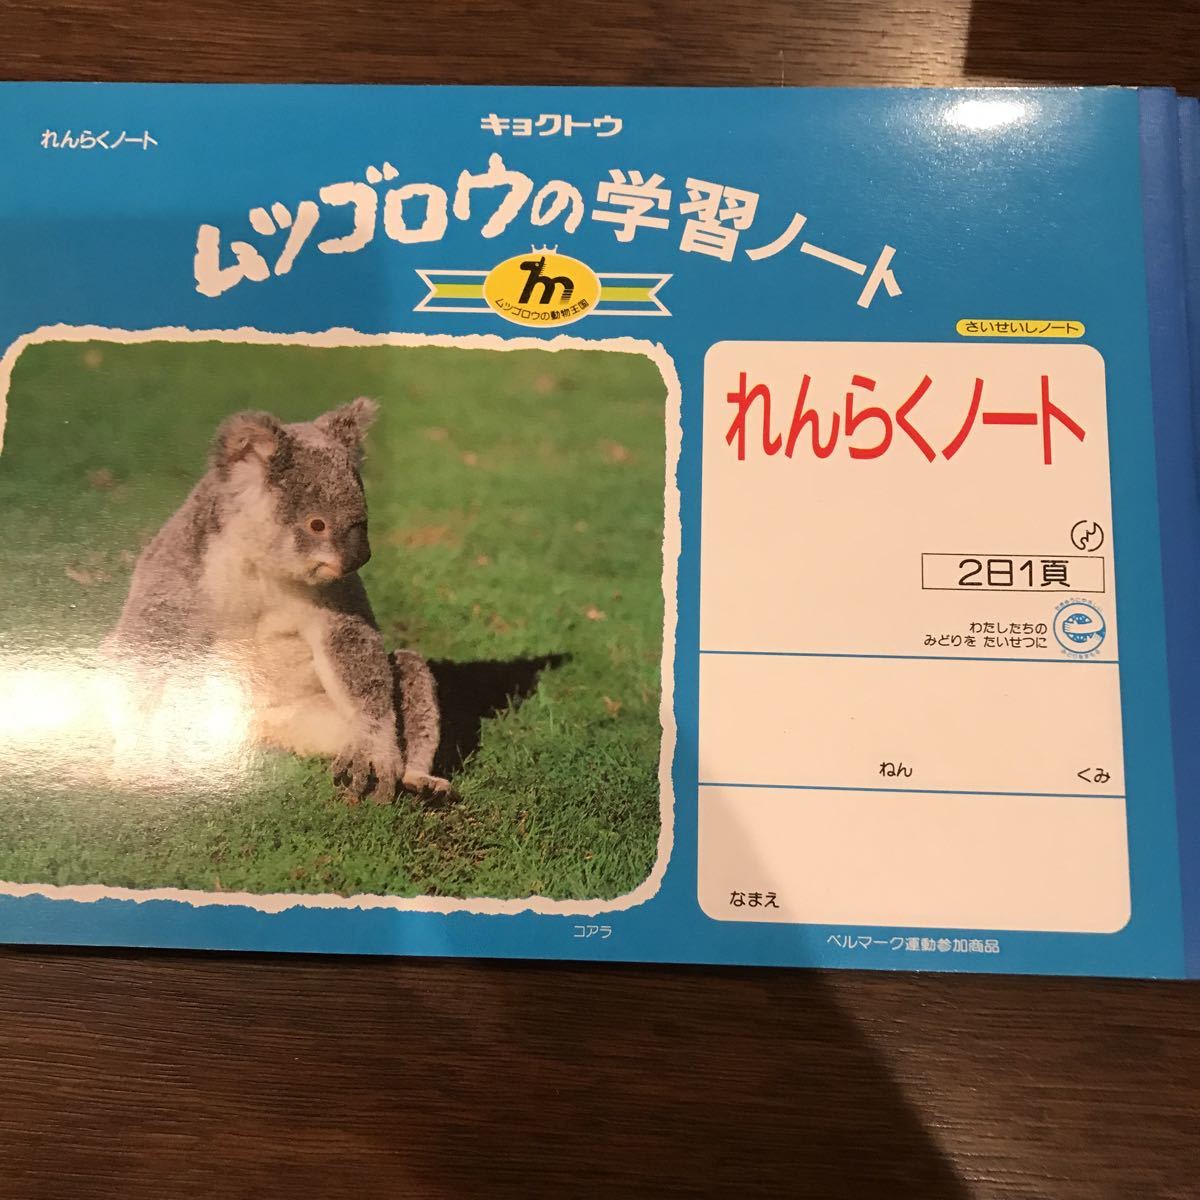 れんらくノート
キョクトウ
ムツゴロウの学習ノート
ムツゴロウの動物王国
さいせいしノート
れんらくノート
2日1頁
わたしたちの
みどりを たいせつに
ねん くみ
なまえ
コアラ
ベルマーク運動参加商品